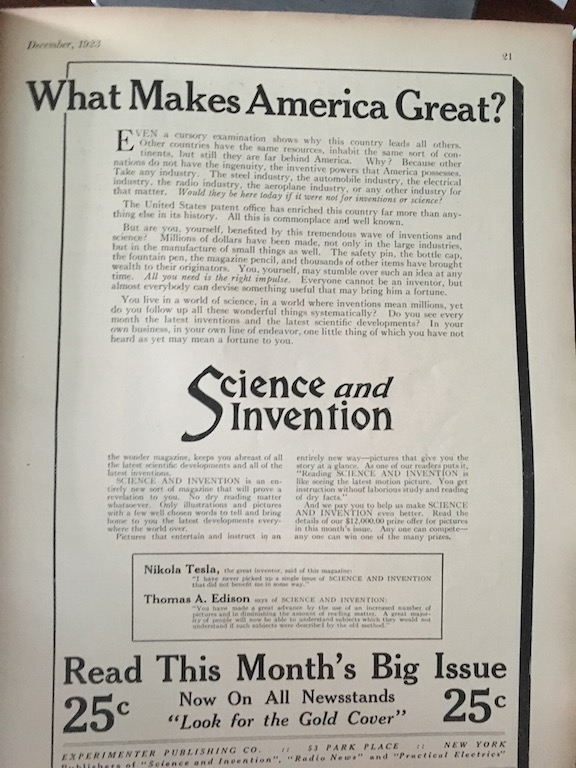 December, 1923
21
What Makes America Great?
EVEN a cursory examination shows why this country leads all others.
Other countries have the same resources, inhabit the same sort of con-
tinents, but still they are far behind America. Why? Because other
nations do not have the ingenuity, the inventive powers that America possesses.
Take any industry. The steel industry, the automobile industry, the electrical
industry, the radio industry, the aeroplane industry, or any other industry for
that matter. Would they be here today if it were not for inventions or science?
The United States patent office has enriched this country far more than any-
thing else in its history. All this is commonplace and well known.
But are you, yourself, benefited by this tremendous wave of inventions and
science? Millions of dollars have been made, not only in the large industries,
but in the manufacture of small things as well. The safety pin, the bottle cap,
the fountain pen, the magazine pencil, and thousands of other items have brought
wealth to their originators. You, yourself, may stumble over such an idea at any
time. All you need is the right impulse. Everyone cannot be an inventor, but
almost everybody can devise something useful that may bring him a fortune.
You live in a world of science, in a world where inventions mean millions, yet
do you follow up all these wonderful things systematically? Do you see every
month the latest inventions and the latest scientific developments? In your
own business, in your own line of endeavor, one little thing of which you have not
heard as yet may mean a fortune to you.
Science and
Invention
the wonder magazine, keeps you abreast of all
the latest scientific developments and all of the
latest inventions.
SCIENCE AND INVENTION is an en-
tirely new sort of magazine that will prove a
revelation to you. No dry reading matter
whatsoever. Only illustrations and pictures
with a few well chosen words to tell and bring
home to you the latest developments every-
where the world over.
Pictures that entertain and instruct in an
entirely new way—pictures that give you the
story at a glance. As one of our readers puts it,
"Reading SCIENCE AND INVENTION is
like seeing the latest motion picture. You get
instruction without laborious study and reading
of dry facts."
And we pay you to help us make SCIENCE
AND INVENTION even better. Read the
details of our $12,000.00 prize offer for pictures
in this month's issue. Any one can compete—
any one can win one of the many prizes.
Nikola Tesla, the great inventor, said of this magazine:
"I have never picked up a single issue of SCIENCE AND INVENTION
that did not benefit me in some way."
Thomas A. Edison says of SCIENCE AND INVENTION:
"You have made a great advance by the use of an increased number of
pictures and in diminishing the amount of reading matter. A great major-
ity of people will now be able to understand subjects which they would not
understand if such subjects were described by the old method."
Read This Month's Big Issue
25c
Now On All Newsstands
"Look for the Gold Cover"
25c
EXPERIMENTER PUBLISHING CO. :: 53 PARK PLACE :: NEW YORK
Publishers of "Science and Invention", "Radio News" and "Practical Electrics"